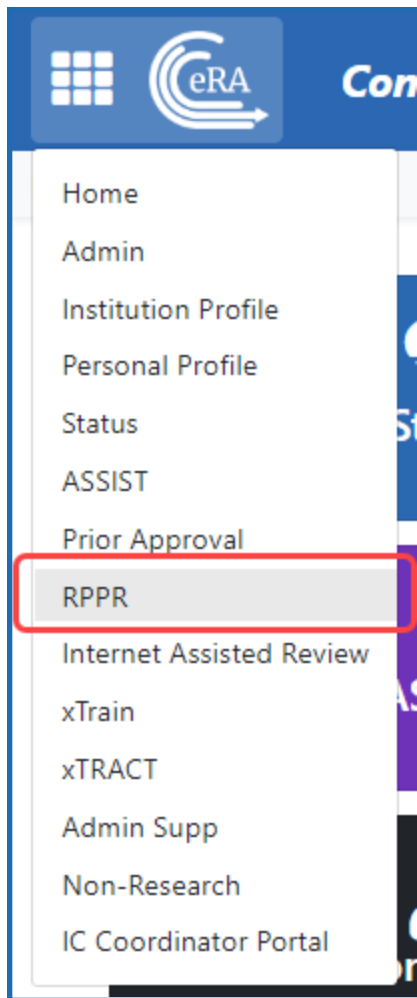 eRA
Home
Admin
Institution Profile
Personal Profile
Status
ASSIST
Prior Approval
RPPR
Internet Assisted Review
xTrain
xTRACT
Admin Supp
Non-Research
IC Coordinator Portal